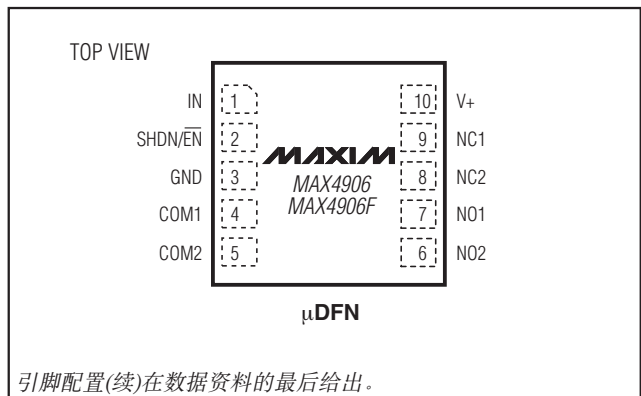 TOP VIEW
IN 1 10 V+
SHDN/E̅N̅ 2 9 NC1
MAXIM
GND 3 8 NC2
MAX4906
MAX4906F
COM1 4 7 NO1
COM2 5 6 NO2
µDFN
引脚配置(续)在数据资料的最后给出。